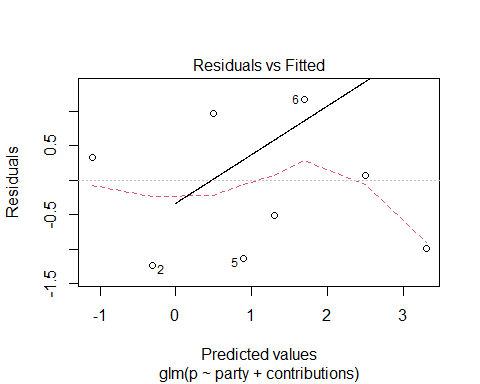 Residuals vs Fitted
Residuals
0.5
-0.5
-1.5
6
2
5
-1
0
1
2
3
Predicted values
glm(p ~ party + contributions)